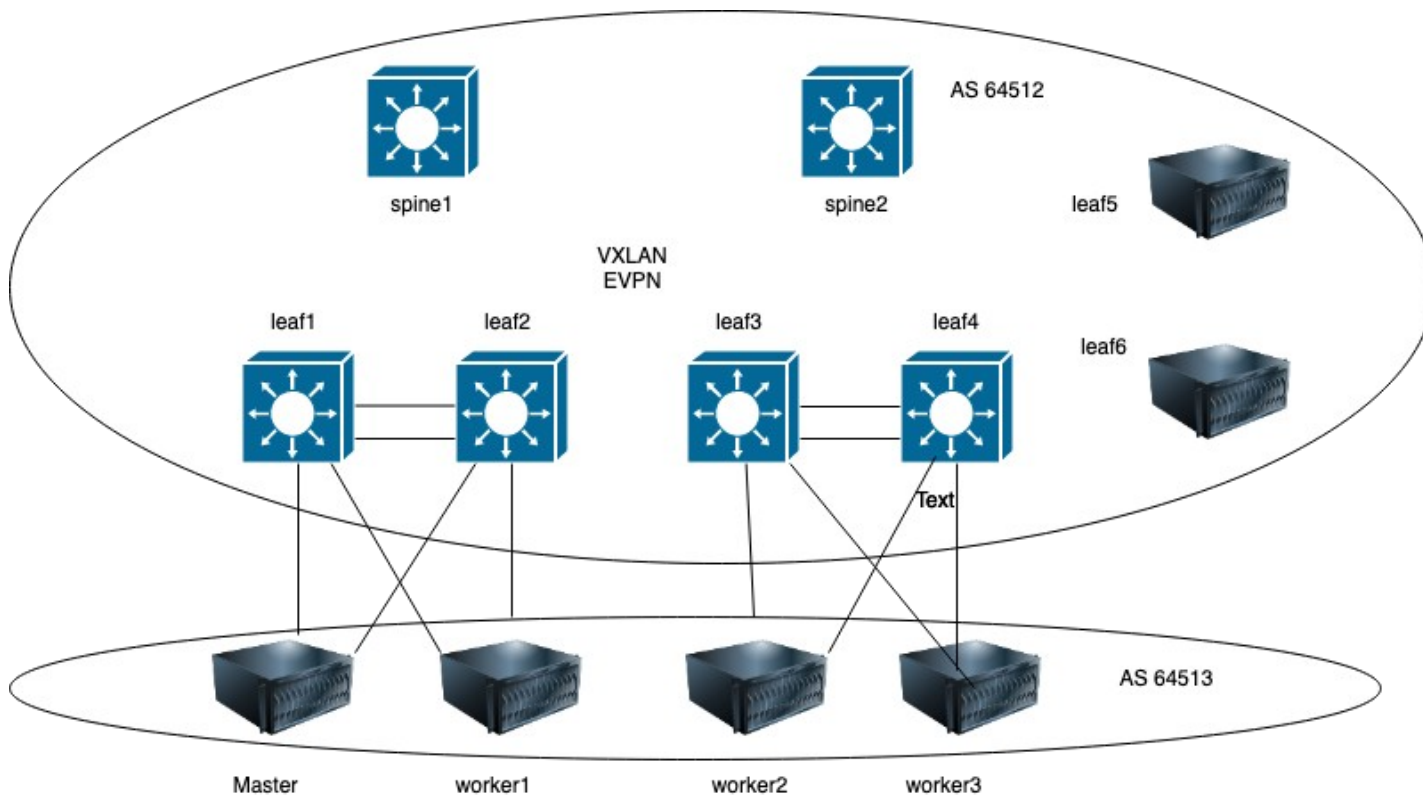 AS 64512
spine1
spine2
leaf5
VXLAN
EVPN
leaf1
leaf2
leaf3
leaf4
leaf6
Text
AS 64513
Master
worker1
worker2
worker3